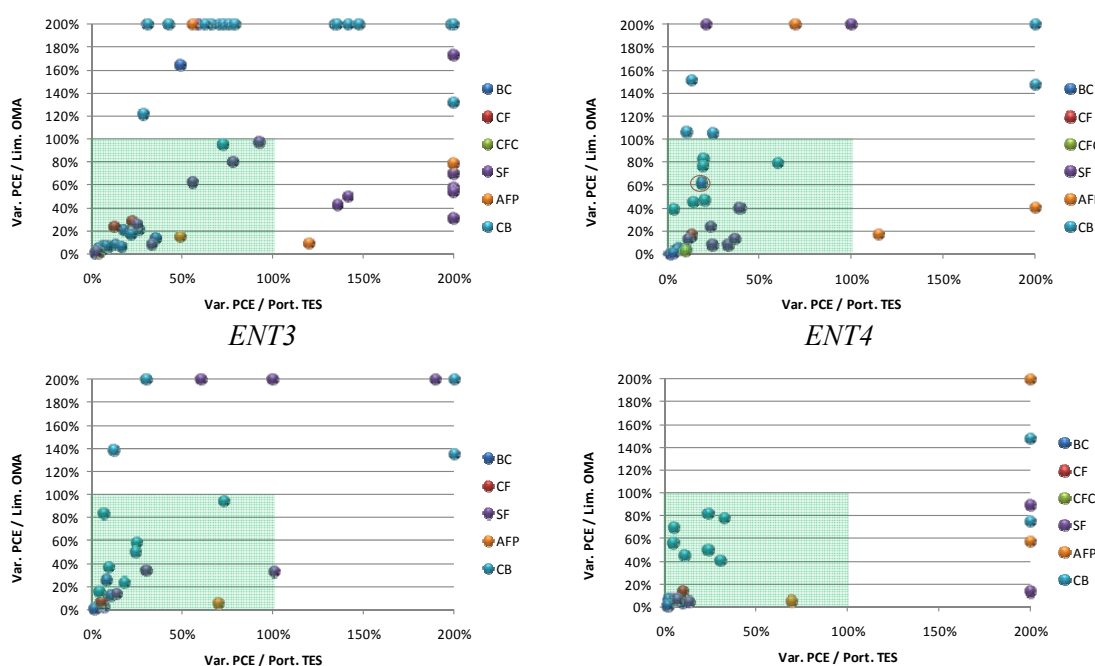 200%
180%
160%
140%
120%
100%
80%
60%
40%
20%
0%
Var. PCE / Lim. OMA
0% 50% 100% 150% 200%
Var. PCE / Port. TES
BC
CF
CFC
SF
AFP
CB
ENT3
200%
180%
160%
140%
120%
100%
80%
60%
40%
20%
0%
Var. PCE / Lim. OMA
0% 50% 100% 150% 200%
Var. PCE / Port. TES
BC
CF
CFC
SF
AFP
CB
ENT4
200%
180%
160%
140%
120%
100%
80%
60%
40%
20%
0%
Var. PCE / Lim. OMA
0% 50% 100% 150% 200%
Var. PCE / Port. TES
BC
CF
SF
AFP
CB
200%
180%
160%
140%
120%
100%
80%
60%
40%
20%
0%
Var. PCE / Lim. OMA
0% 50% 100% 150% 200%
Var. PCE / Port. TES
BC
CF
CFC
SF
AFP
CB